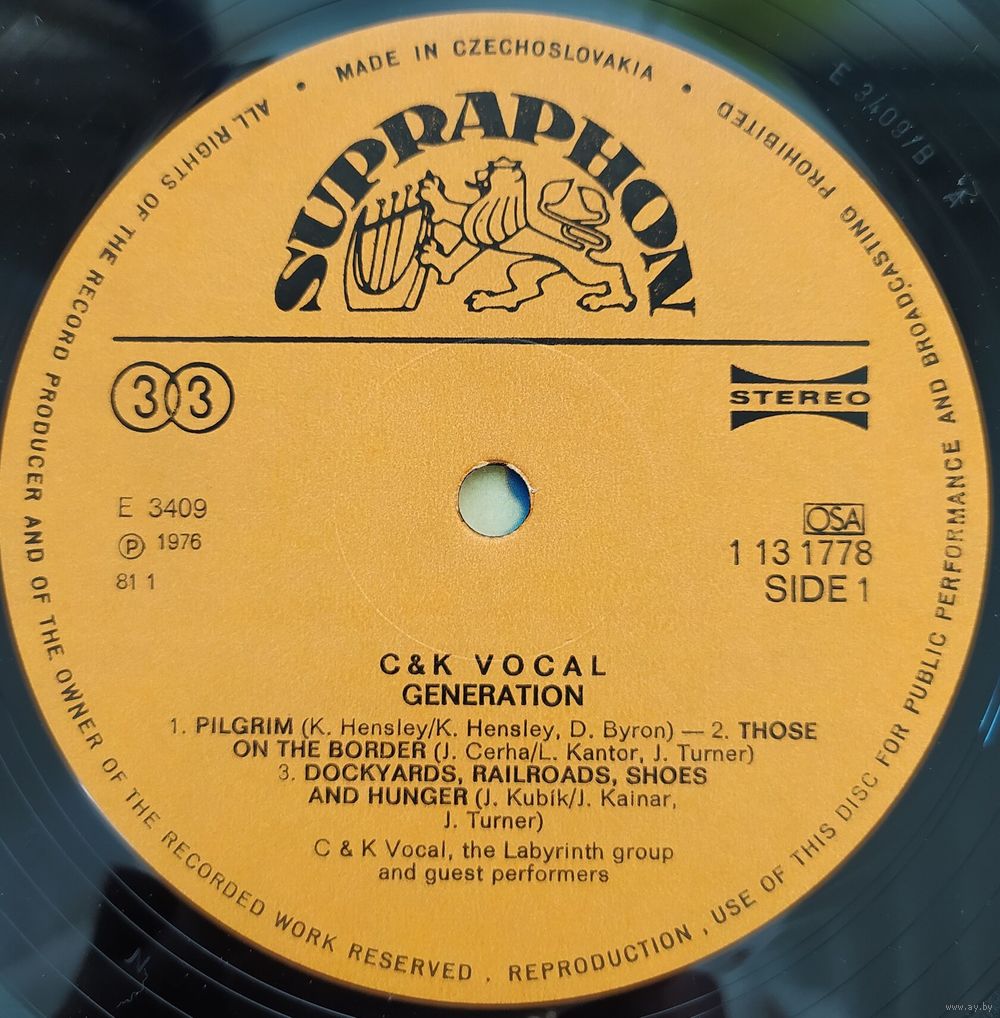 MADE IN CZECHOSLOVAKIA
ALL RIGHTS OF THE RECORD PRODUCER AND OF THE OWNER OF THE RECORDED WORK RESERVED . REPRODUCTION , USE OF THIS DISC FOR PUBLIC PERFORMANCE AND BROADCASTING PROHIBITED
SUPRAPHON
33
STEREO
E 3409
Ⓟ 1976
81 1
OSA
1 13 1778
SIDE 1
C & K VOCAL
GENERATION
1. PILGRIM (K. Hensley/K. Hensley, D. Byron) — 2. THOSE
ON THE BORDER (J. Cerha/L. Kantor, J. Turner)
3. DOCKYARDS, RAILROADS, SHOES
AND HUNGER (J. Kubík/J. Kainar,
J. Turner)
C & K Vocal, the Labyrinth group
and guest performers
www.ay.by